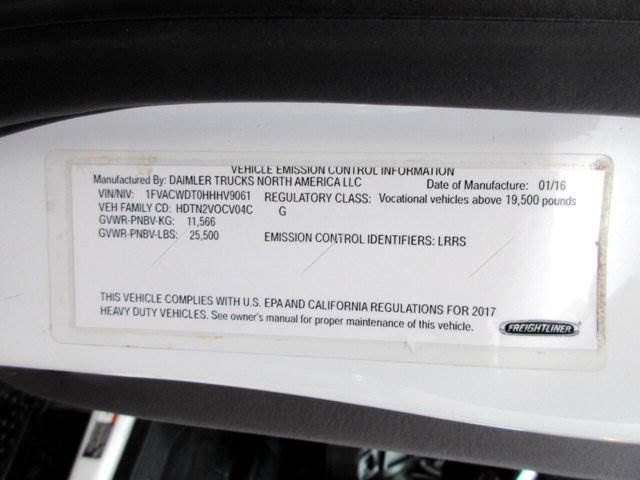 VEHICLE EMISSION CONTROL INFORMATION
Manufactured By: DAIMLER TRUCKS NORTH AMERICA LLC Date of Manufacture: 01/16
VIN/NIV: 1FVACWDT0HHHV9061 REGULATORY CLASS: Vocational vehicles above 19,500 pounds
VEH FAMILY CD: HDTN2VOCV04C G
GVWR-PNBV-KG: 11,566
GVWR-PNBV-LBS: 25,500 EMISSION CONTROL IDENTIFIERS: LRRS
THIS VEHICLE COMPLIES WITH U.S. EPA AND CALIFORNIA REGULATIONS FOR 2017
HEAVY DUTY VEHICLES. See owner's manual for proper maintenance of this vehicle.
FREIGHTLINER